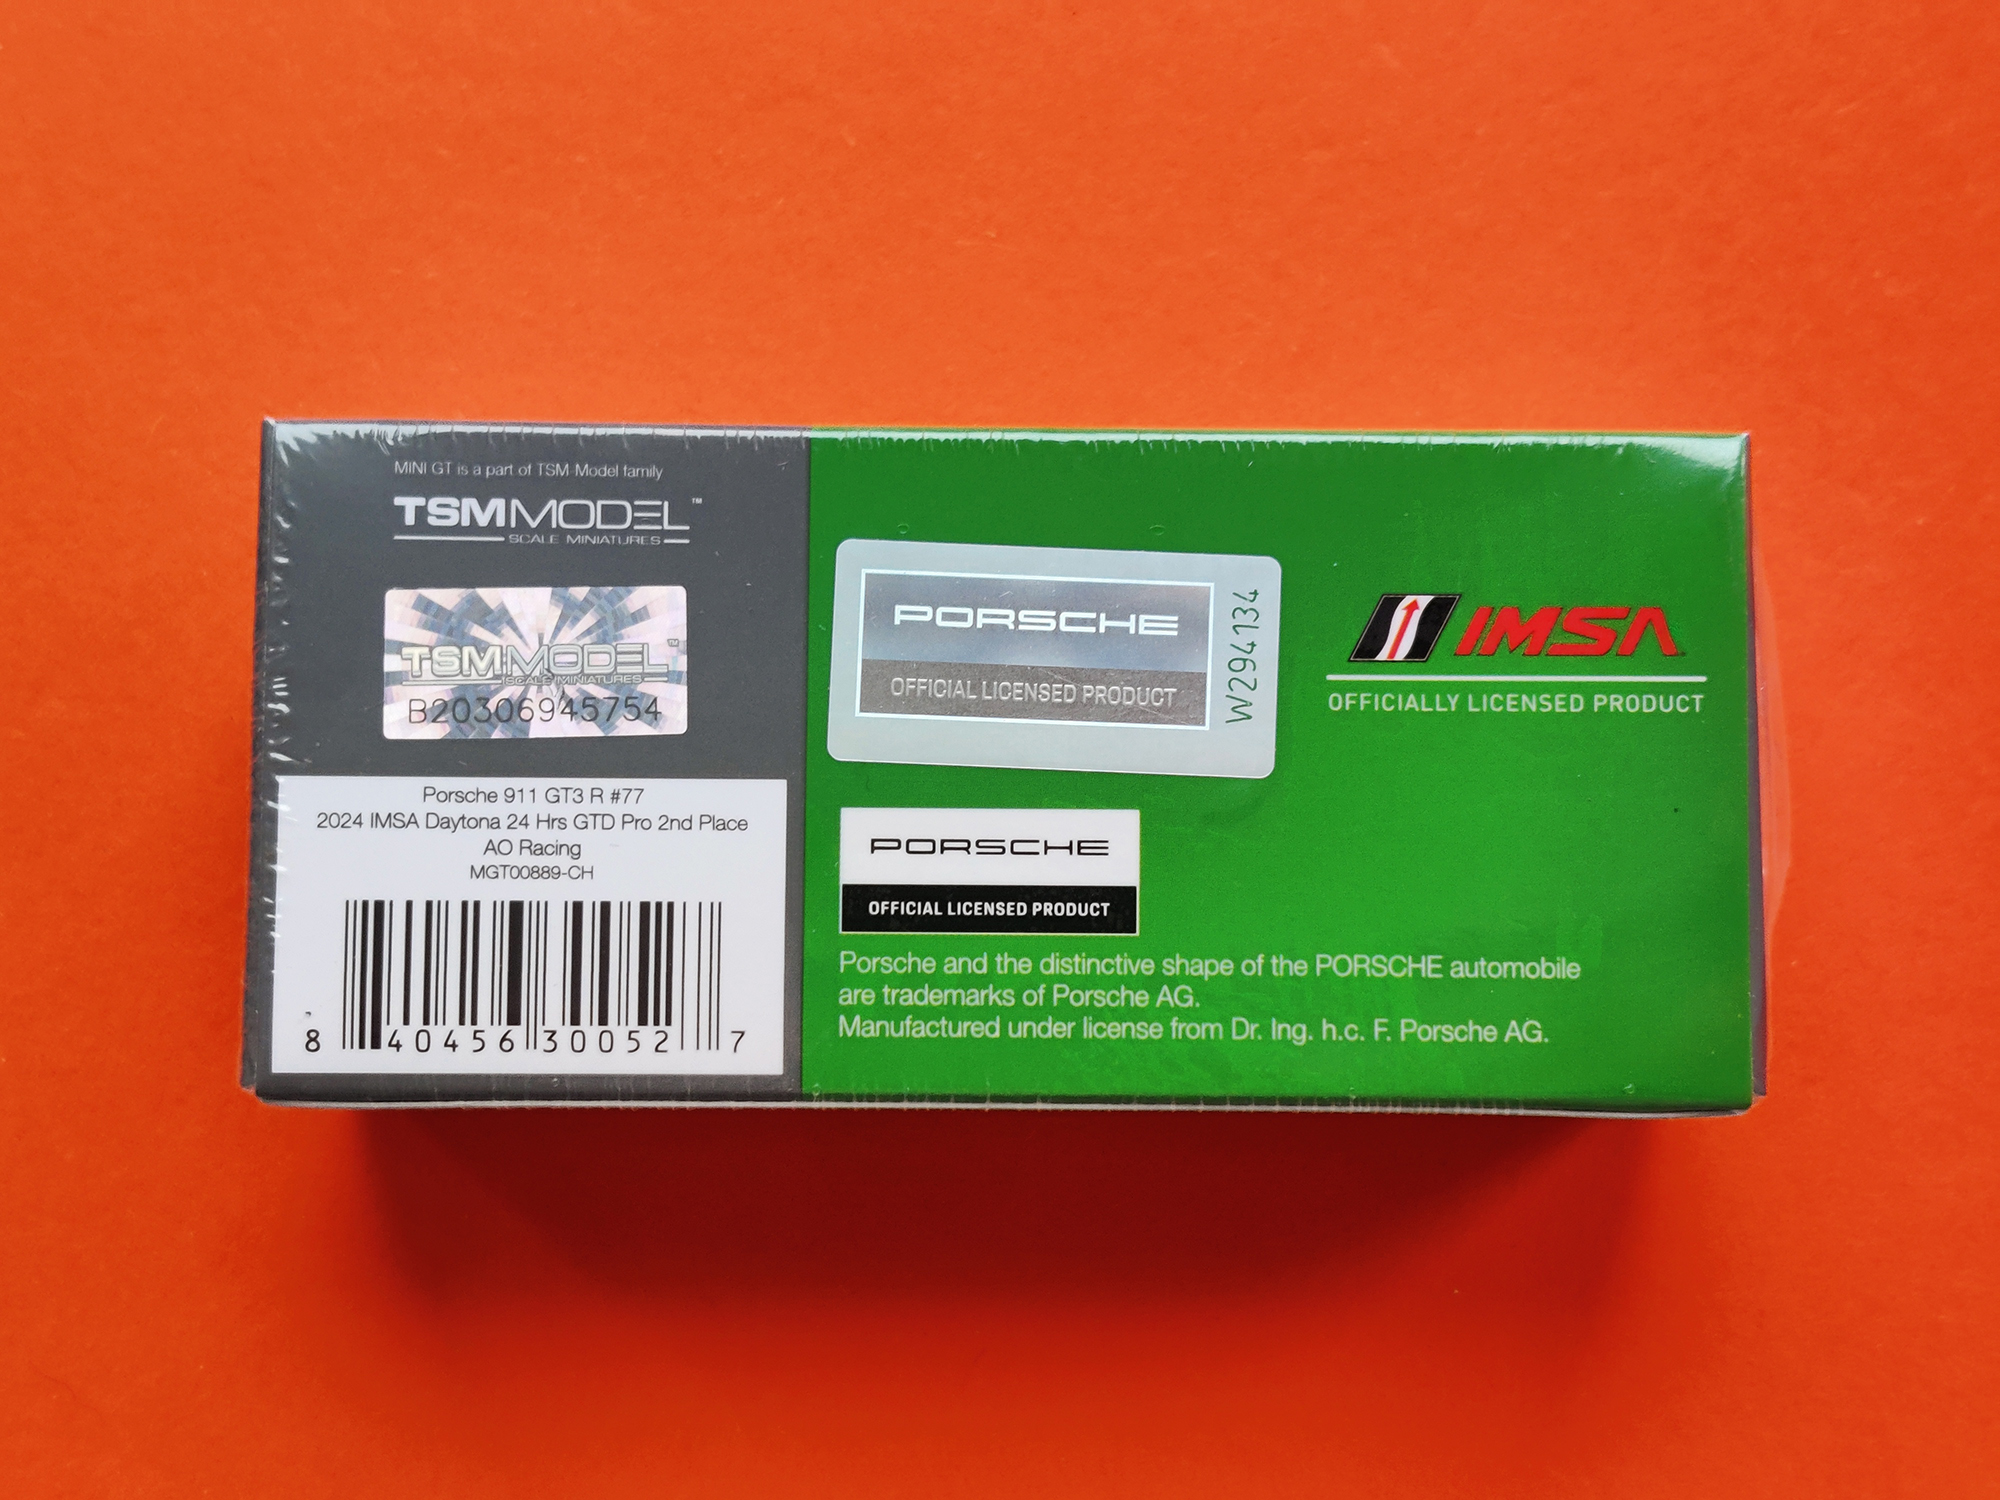 MINI GT is a part of TSM-Model family
TSMMODEL™
SCALE MINIATURES
TSMMODEL™
SCALE MINIATURES
B20306945754
Porsche 911 GT3 R #77
2024 IMSA Daytona 24 Hrs GTD Pro 2nd Place
AO Racing
MGT00889-CH
8 40456 30052 7
PORSCHE
OFFICIAL LICENSED PRODUCT
IMSA
OFFICIALLY LICENSED PRODUCT
PORSCHE
OFFICIAL LICENSED PRODUCT
Porsche and the distinctive shape of the PORSCHE automobile
are trademarks of Porsche AG.
Manufactured under license from Dr. Ing. h.c. F. Porsche AG.